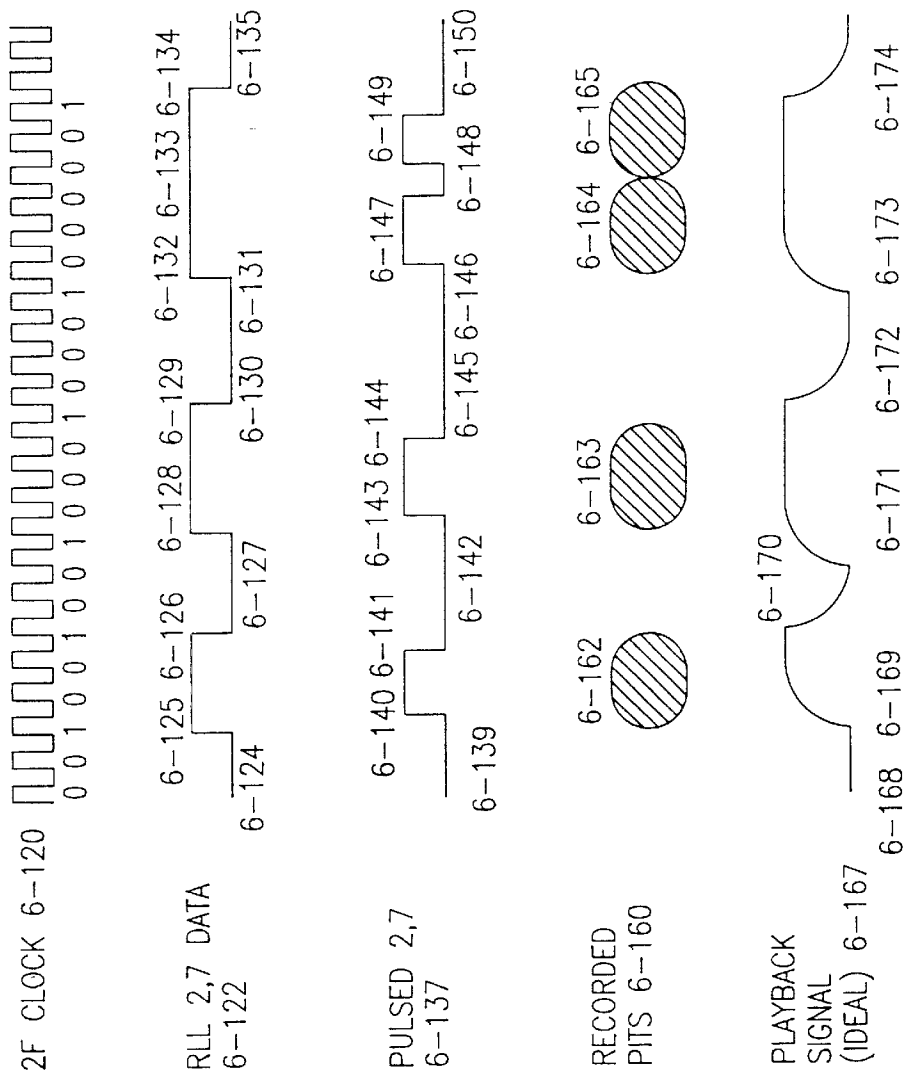 2F CLOCK 6-120
0 0 1 0 0 1 0 0 1 0 0 0 1 0 0 0 1 0 0 0 0 0 1
RLL 2,7 DATA
6-122
6-125 6-126 6-128 6-129 6-132 6-133 6-134
6-124 6-127 6-130 6-131 6-135
PULSED 2,7
6-137
6-140 6-141 6-143 6-144 6-147 6-149
6-139 6-142 6-145 6-146 6-148 6-150
RECORDED
PITS 6-160
6-162 6-163 6-164 6-165
PLAYBACK
SIGNAL
(IDEAL) 6-167
6-170
6-168 6-169 6-171 6-172 6-173 6-174